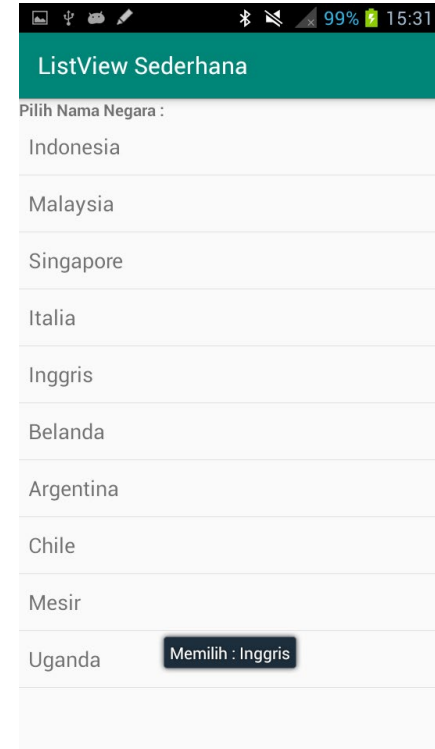 99% 15:31
ListView Sederhana
Pilih Nama Negara :
Indonesia
Malaysia
Singapore
Italia
Inggris
Belanda
Argentina
Chile
Mesir
Uganda
Memilih : Inggris